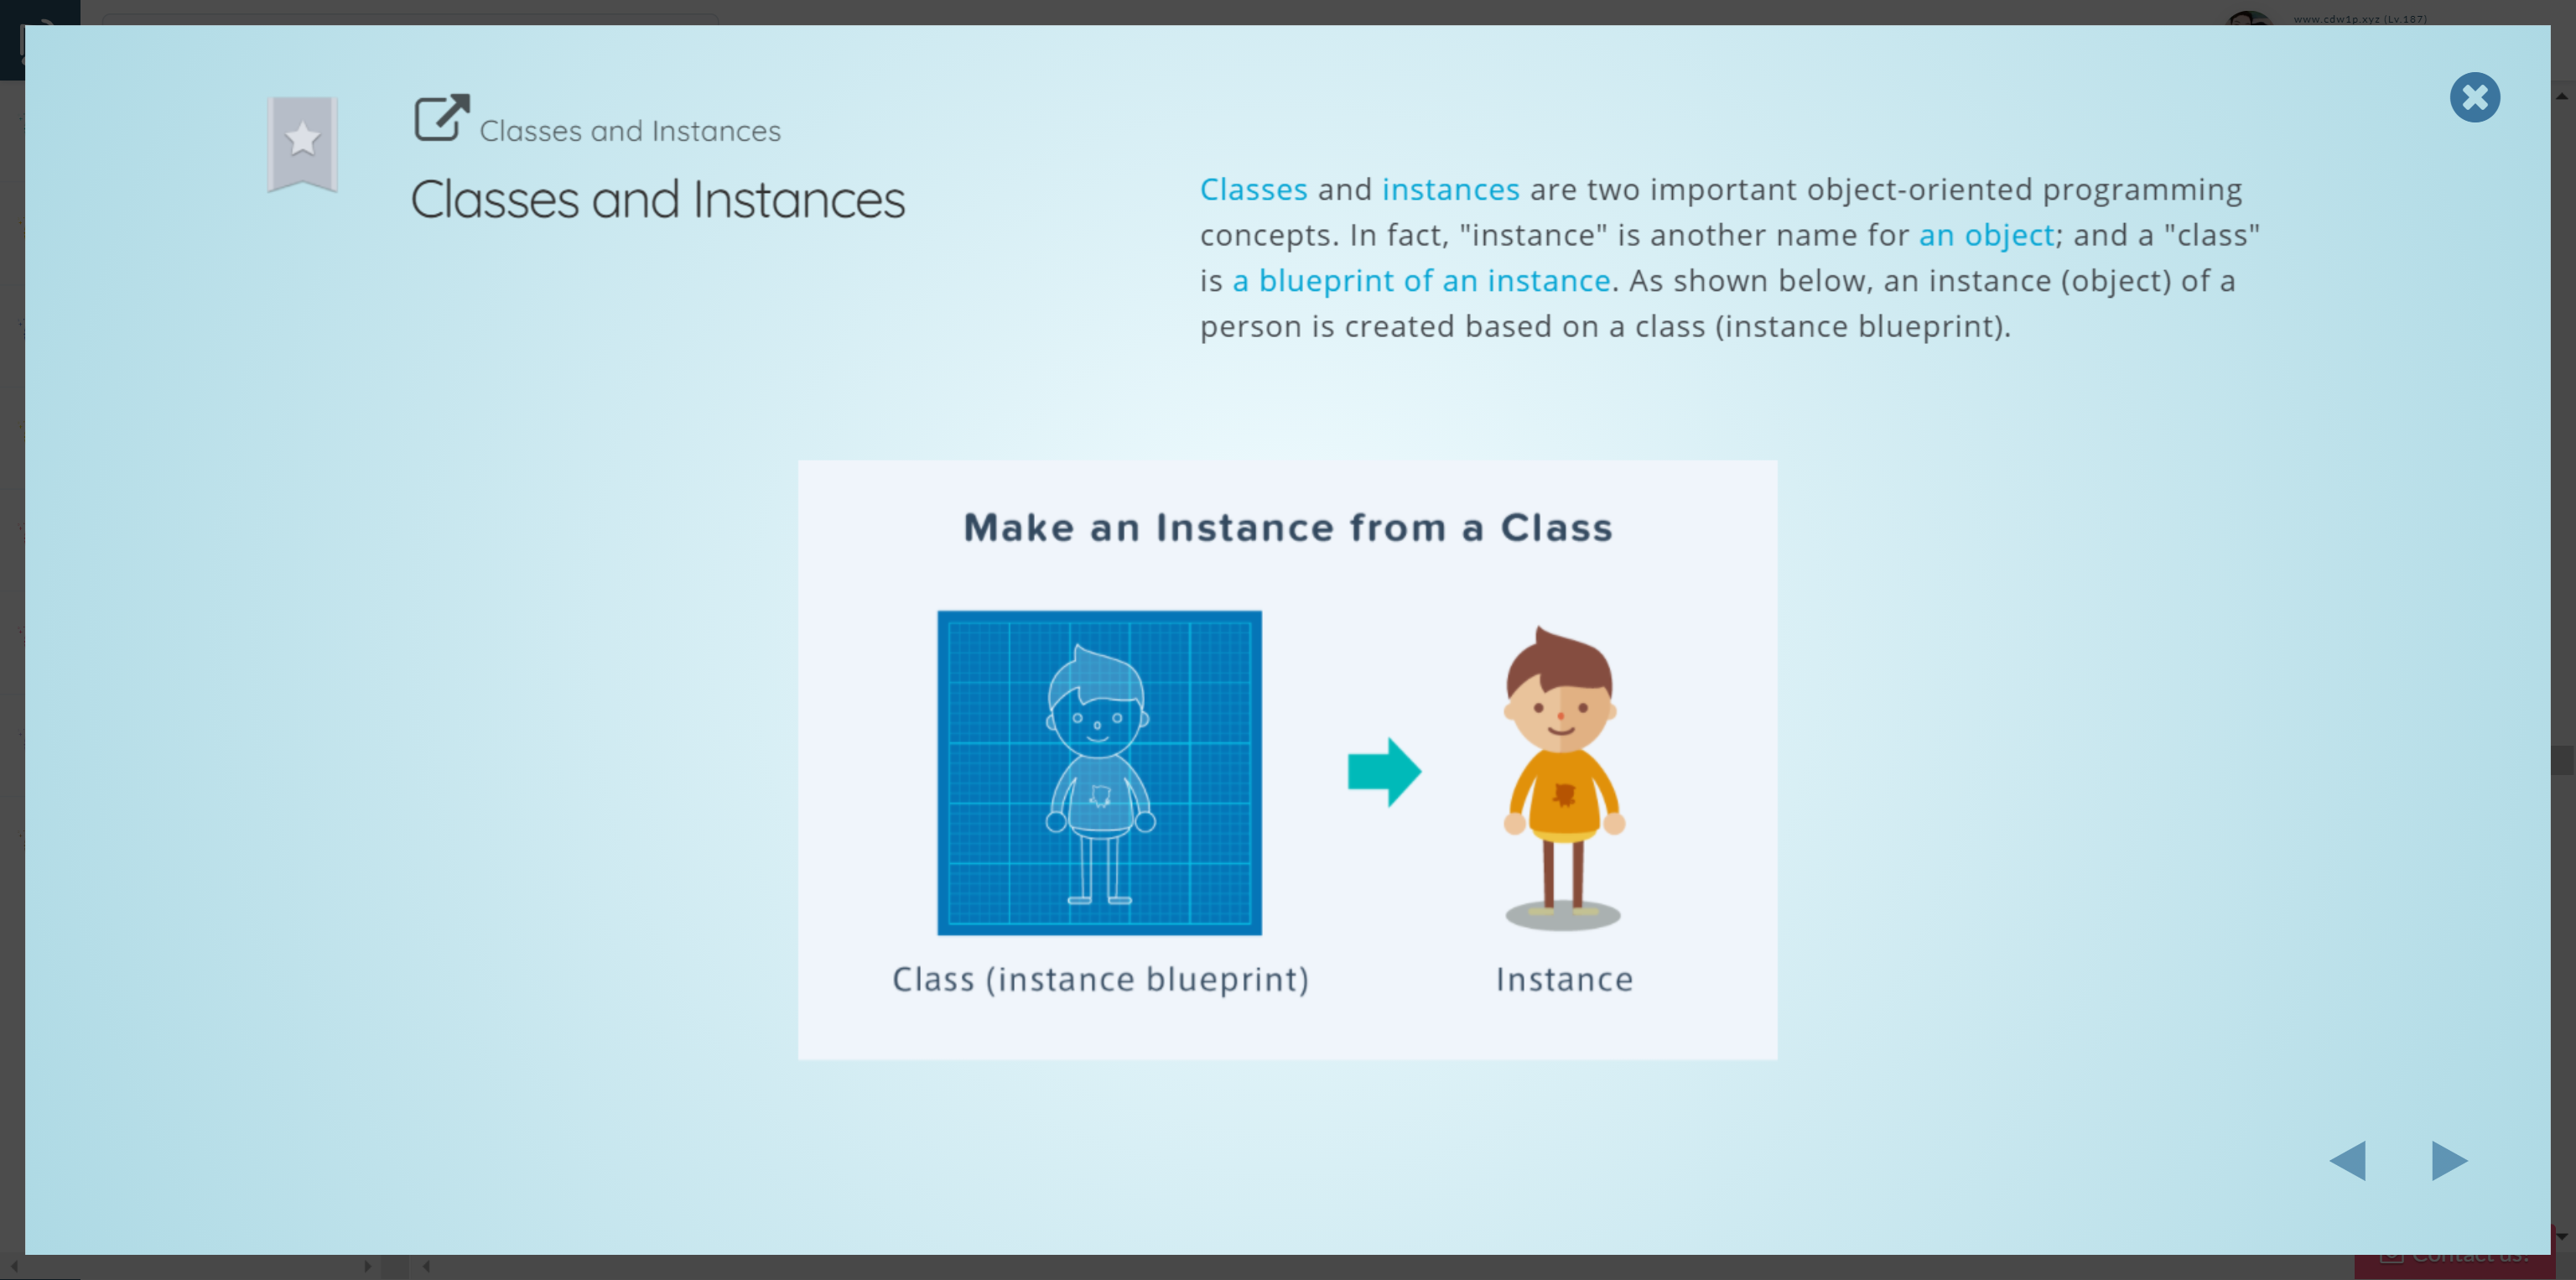 www.cdw1p.xyz (Lv.187)
Classes and Instances
Classes and Instances
Classes and instances are two important object-oriented programming
concepts. In fact, "instance" is another name for an object; and a "class"
is a blueprint of an instance. As shown below, an instance (object) of a
person is created based on a class (instance blueprint).
Make an Instance from a Class
Class (instance blueprint)
Instance
Contact us!